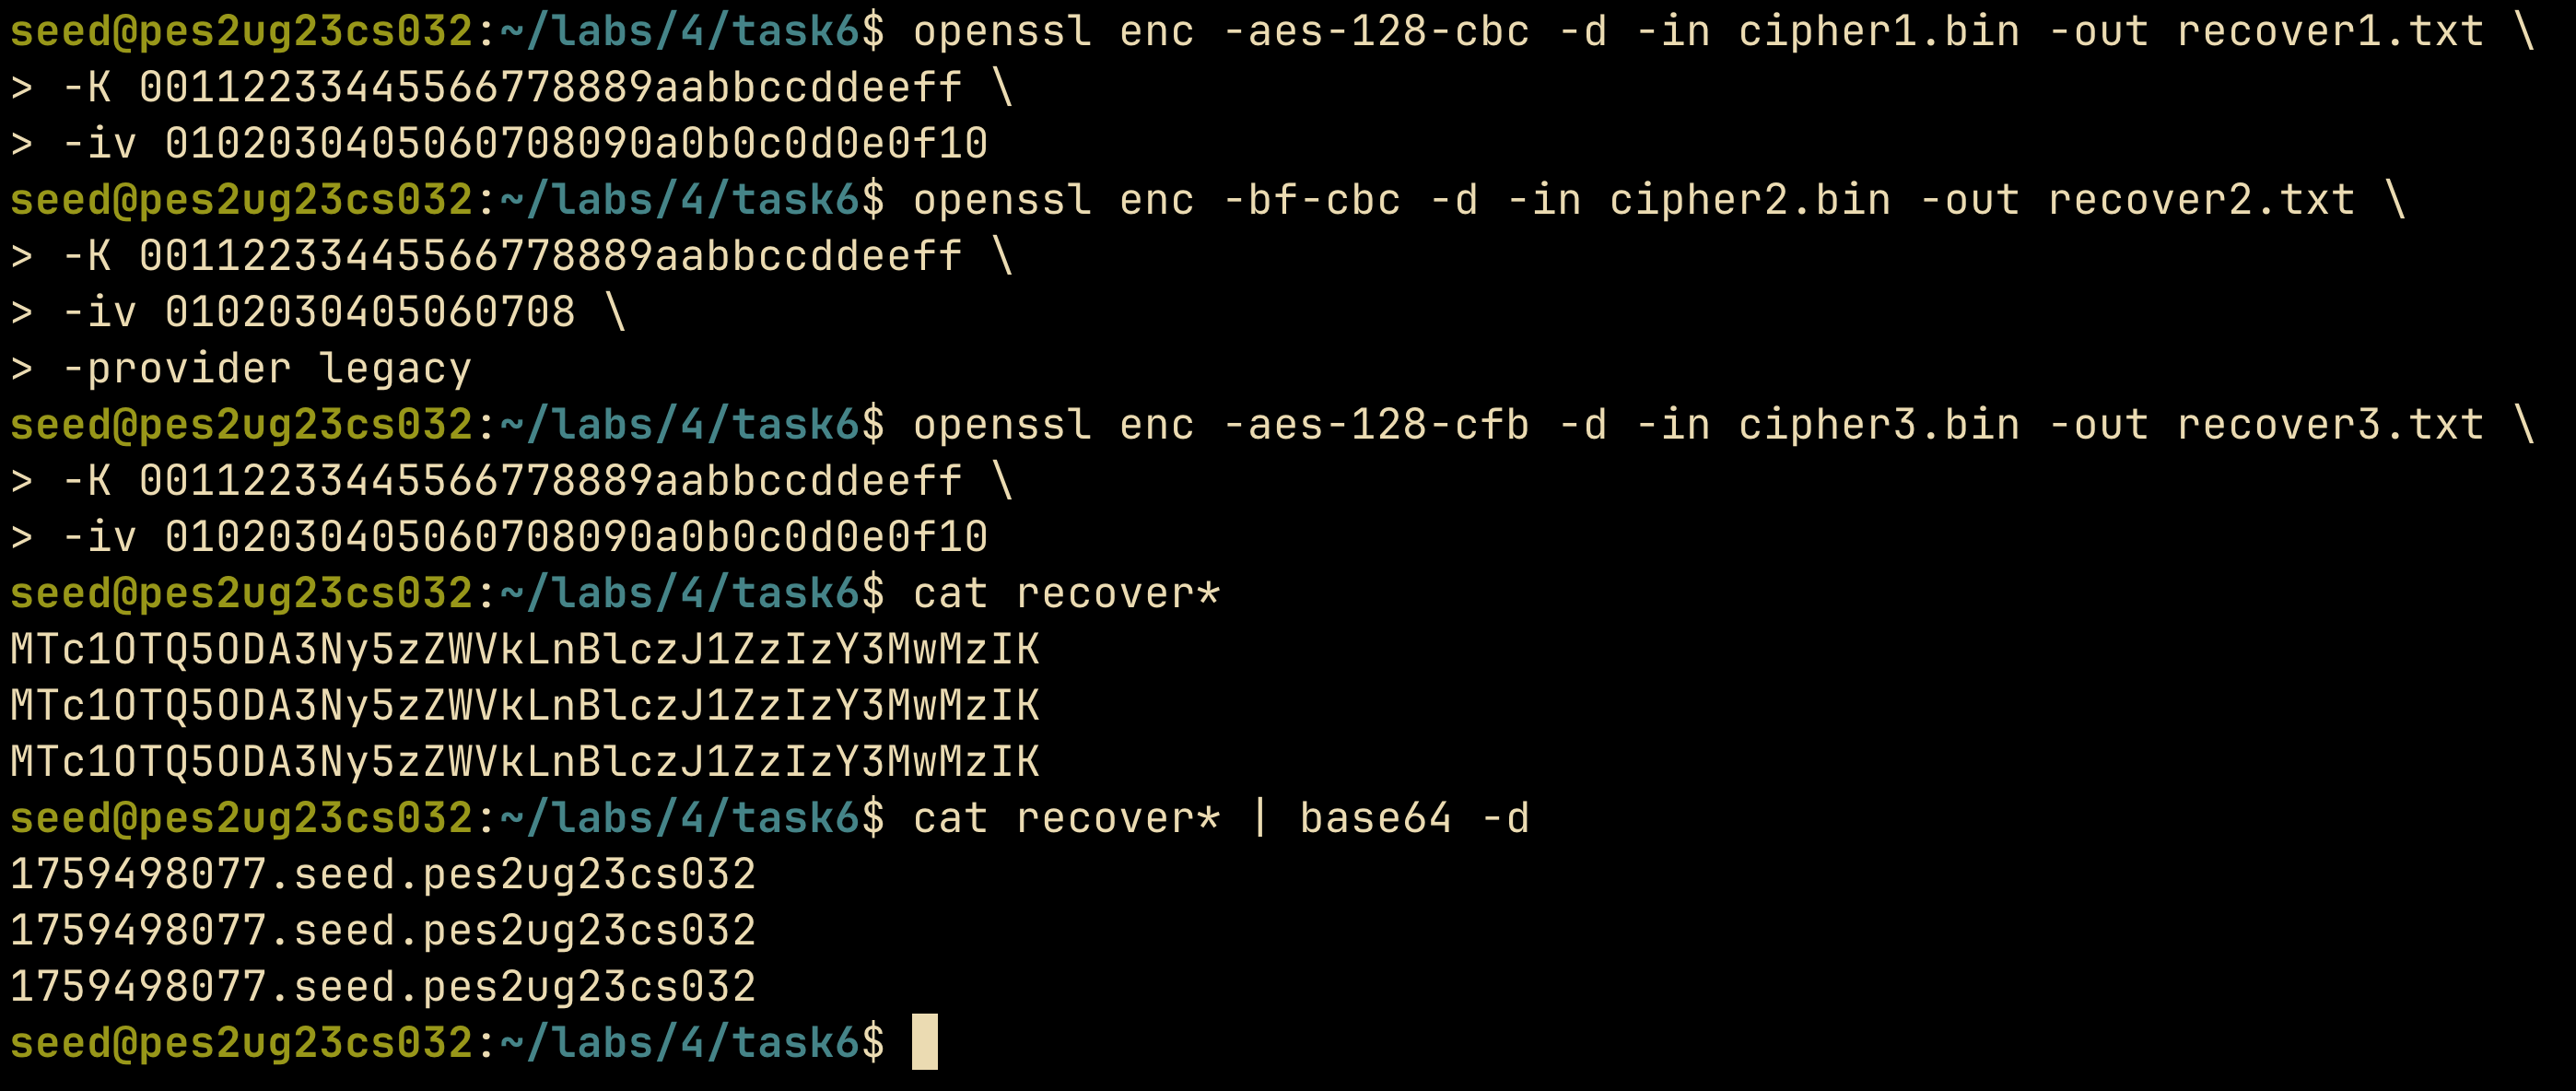 seed@pes2ug23cs032:~/labs/4/task6$ openssl enc -aes-128-cbc -d -in cipher1.bin -out recover1.txt \
> -K 00112233445566778889aabbccddeeff \
> -iv 0102030405060708090a0b0c0d0e0f10
seed@pes2ug23cs032:~/labs/4/task6$ openssl enc -bf-cbc -d -in cipher2.bin -out recover2.txt \
> -K 00112233445566778889aabbccddeeff \
> -iv 0102030405060708 \
> -provider legacy
seed@pes2ug23cs032:~/labs/4/task6$ openssl enc -aes-128-cfb -d -in cipher3.bin -out recover3.txt \
> -K 00112233445566778889aabbccddeeff \
> -iv 0102030405060708090a0b0c0d0e0f10
seed@pes2ug23cs032:~/labs/4/task6$ cat recover*
MTc1OTQ5ODA3Ny5zZWVkLnBlczJ1ZzIzY3MwMzIK
MTc1OTQ5ODA3Ny5zZWVkLnBlczJ1ZzIzY3MwMzIK
MTc1OTQ5ODA3Ny5zZWVkLnBlczJ1ZzIzY3MwMzIK
seed@pes2ug23cs032:~/labs/4/task6$ cat recover* | base64 -d
1759498077.seed.pes2ug23cs032
1759498077.seed.pes2ug23cs032
1759498077.seed.pes2ug23cs032
seed@pes2ug23cs032:~/labs/4/task6$